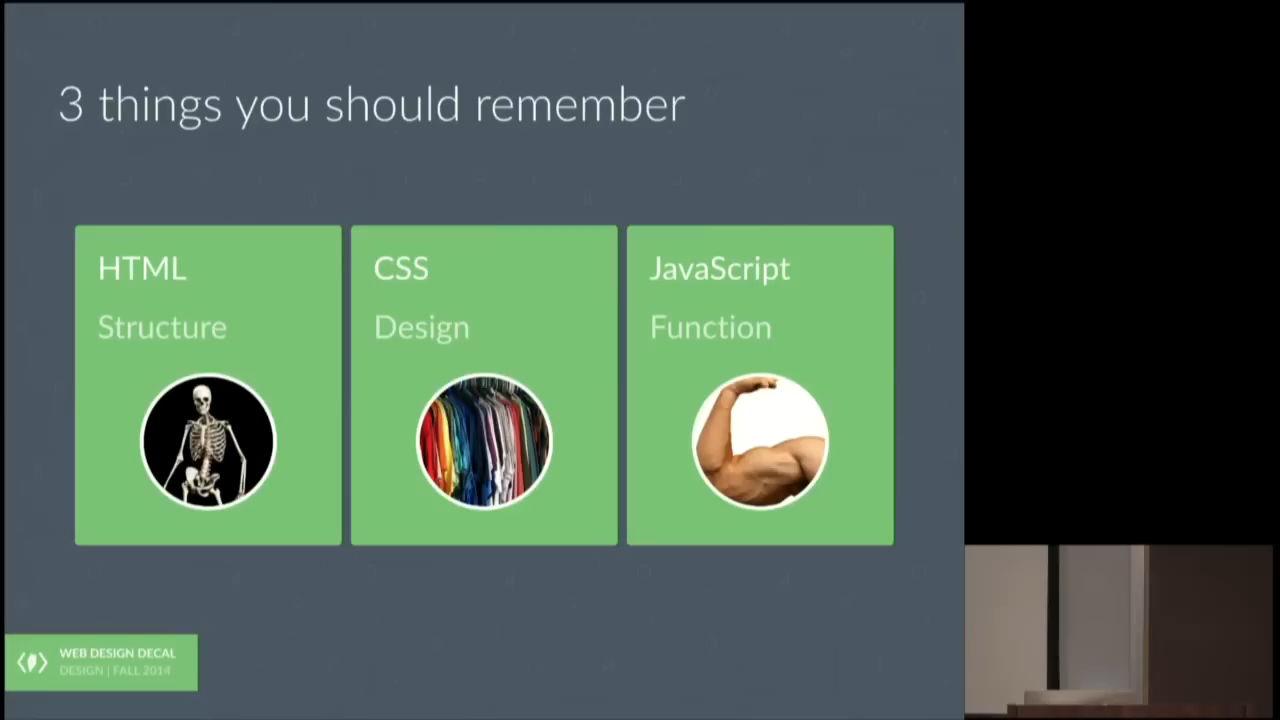 3 things you should remember
HTML
Structure
CSS
Design
JavaScript
Function
WEB DESIGN DECAL
DESIGN | FALL 2014